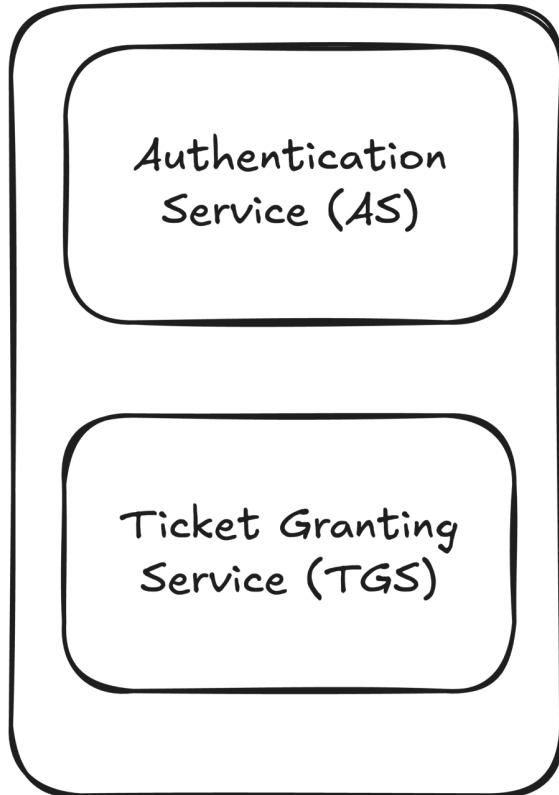 Authentication
Service (AS)
Ticket Granting
Service (TGS)